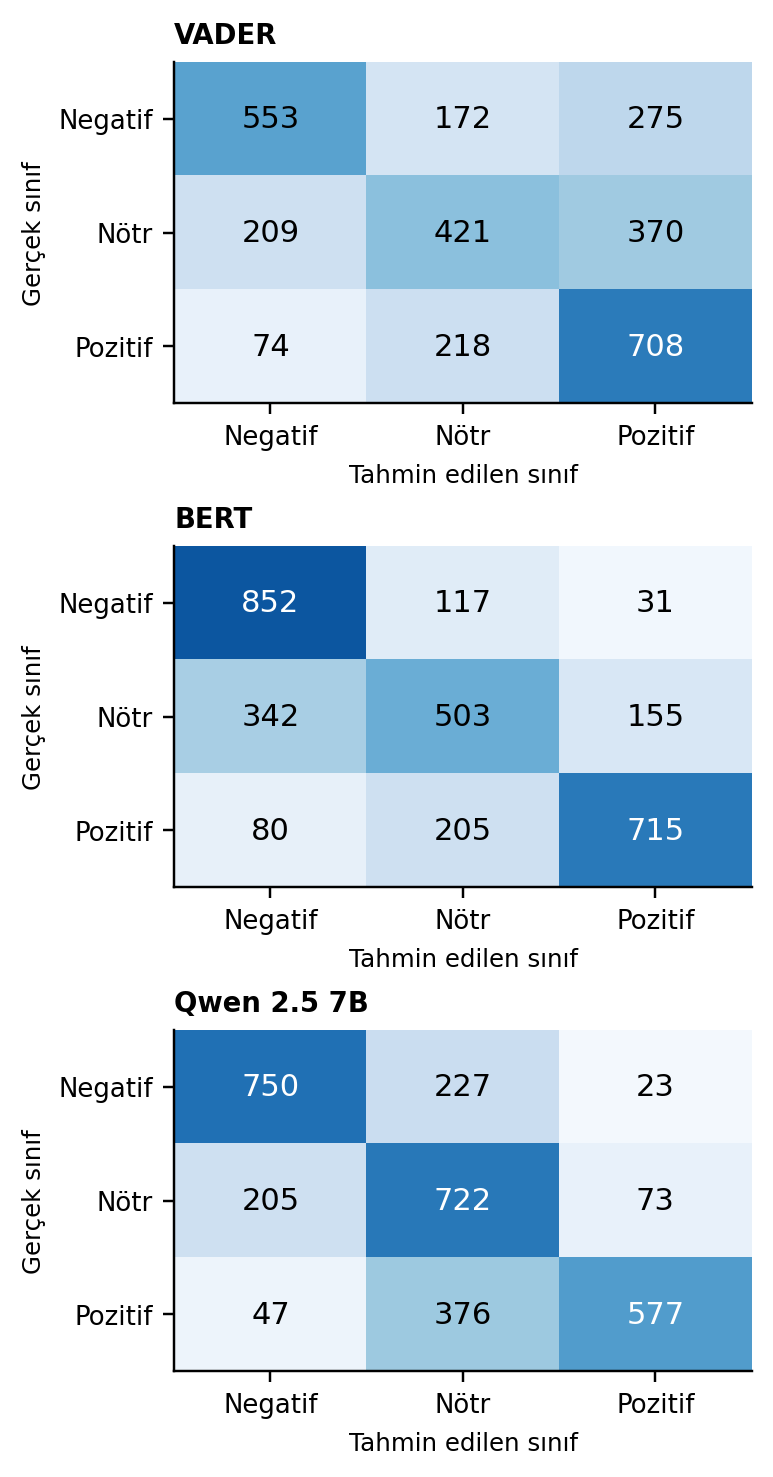 VADER
Gerçek sınıf
Negatif 553 172 275
Nötr 209 421 370
Pozitif 74 218 708
Negatif Nötr Pozitif
Tahmin edilen sınıf
BERT
Gerçek sınıf
Negatif 852 117 31
Nötr 342 503 155
Pozitif 80 205 715
Negatif Nötr Pozitif
Tahmin edilen sınıf
Qwen 2.5 7B
Gerçek sınıf
Negatif 750 227 23
Nötr 205 722 73
Pozitif 47 376 577
Negatif Nötr Pozitif
Tahmin edilen sınıf